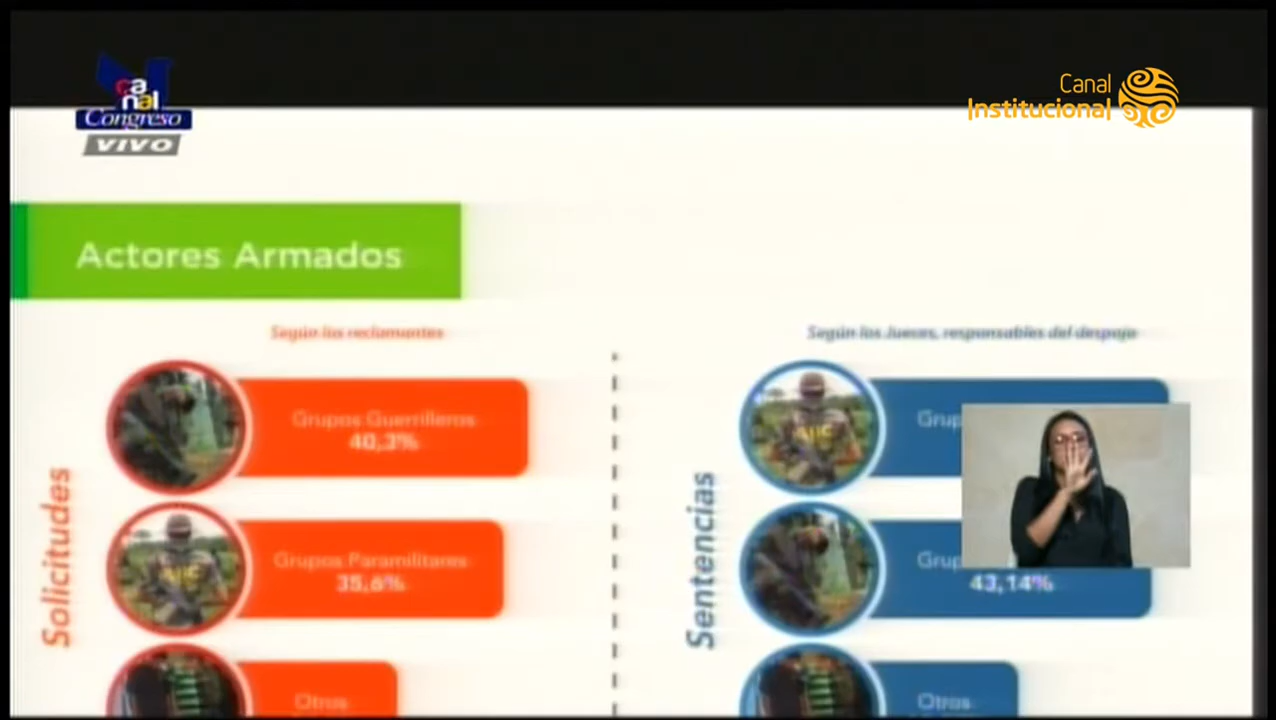 Canal
Congreso
VIVO
Canal
Institucional
Actores Armados
Según los reclamantes
Según los Jueces, responsables del despojo
Solicitudes
Grupos Guerrilleros
40,3%
Grupos Paramilitares
35,6%
Otros
Sentencias
AUC
43,14%
Otros